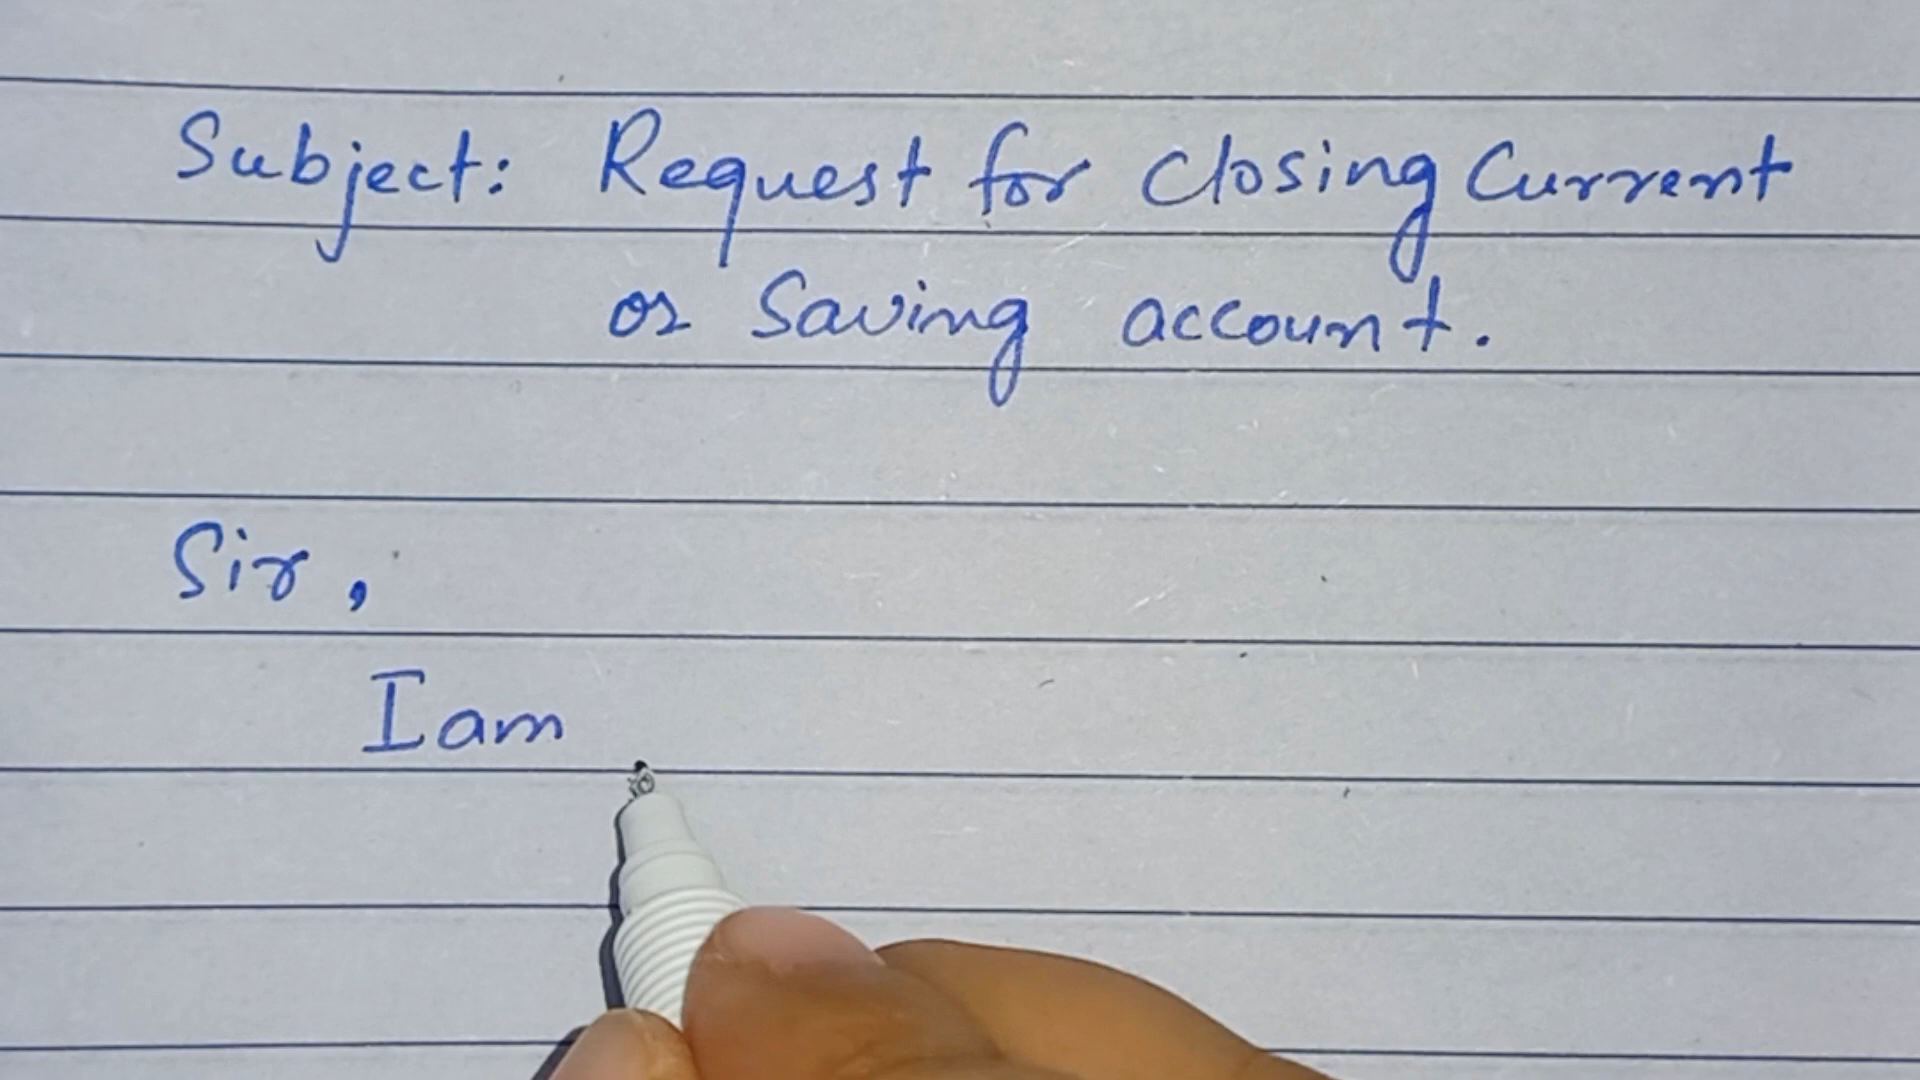 Subject: Request for closing Current
or Saving account.
Sir,
I am